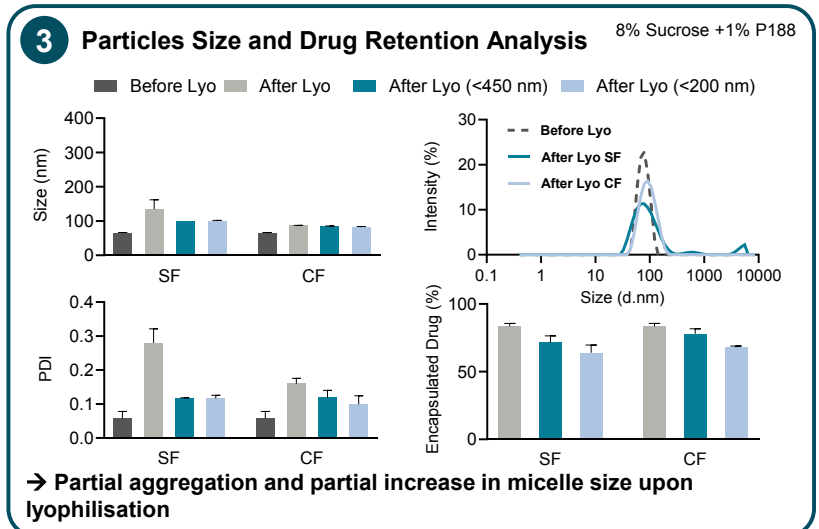 3
Particles Size and Drug Retention Analysis
8% Sucrose +1% P188
Before Lyo
After Lyo
After Lyo (<450 nm)
After Lyo (<200 nm)
Size (nm)
400
300
200
100
0
SF
CF
Intensity (%)
30
20
10
0
Before Lyo
After Lyo SF
After Lyo CF
0.1
1
10
100
1000
10000
Size (d.nm)
PDI
0.4
0.3
0.2
0.1
0.0
SF
CF
Encapsulated Drug (%)
100
50
0
SF
CF
→ Partial aggregation and partial increase in micelle size upon
lyophilisation